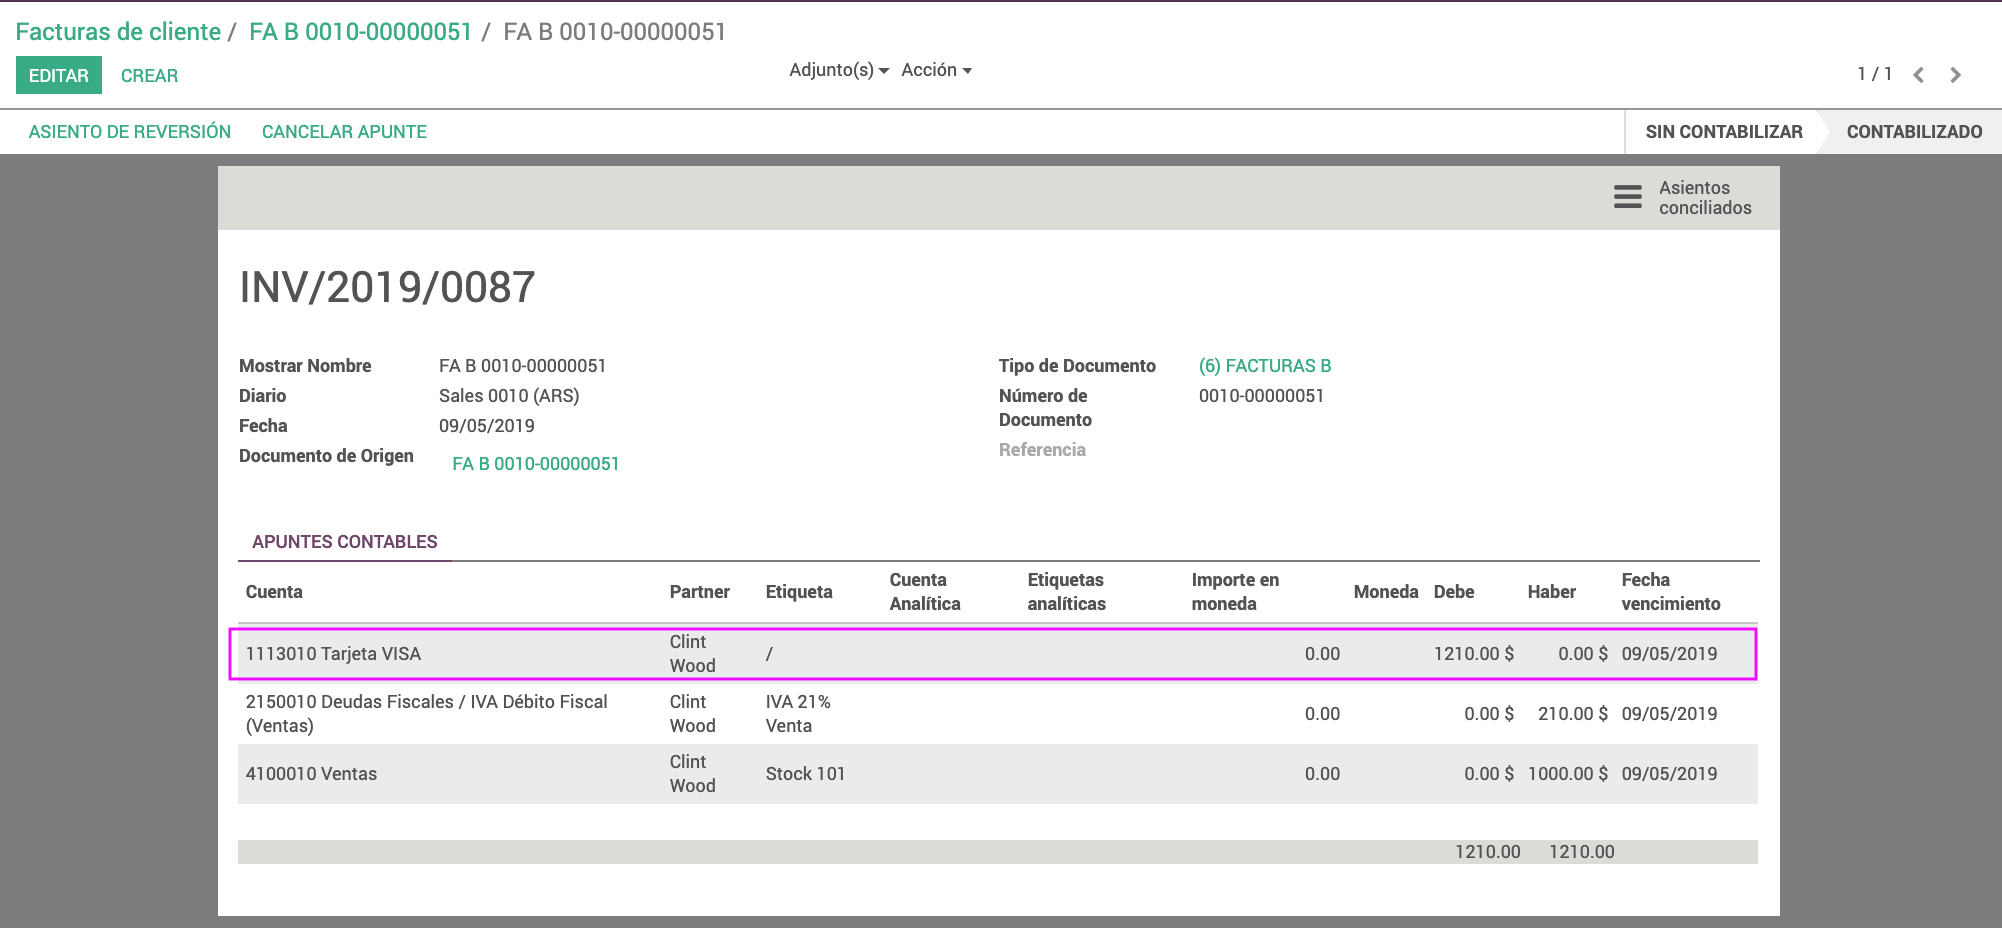 Facturas de cliente / FA B 0010-00000051 / FA B 0010-00000051
EDITAR CREAR Adjunto(s) Acción 1 / 1
ASIENTO DE REVERSIÓN CANCELAR APUNTE SIN CONTABILIZAR CONTABILIZADO
Asientos
conciliados
INV/2019/0087
Mostrar Nombre FA B 0010-00000051
Diario Sales 0010 (ARS)
Fecha 09/05/2019
Documento de Origen FA B 0010-00000051
Tipo de Documento (6) FACTURAS B
Número de 0010-00000051
Documento
Referencia
APUNTES CONTABLES
Cuenta Partner Etiqueta Cuenta Analítica Etiquetas analíticas Importe en moneda Moneda Debe Haber Fecha vencimiento
1113010 Tarjeta VISA Clint Wood / 0.00 1210.00 $ 0.00 $ 09/05/2019
2150010 Deudas Fiscales / IVA Débito Fiscal (Ventas) Clint Wood IVA 21% Venta 0.00 0.00 $ 210.00 $ 09/05/2019
4100010 Ventas Clint Wood Stock 101 0.00 0.00 $ 1000.00 $ 09/05/2019
1210.00 1210.00